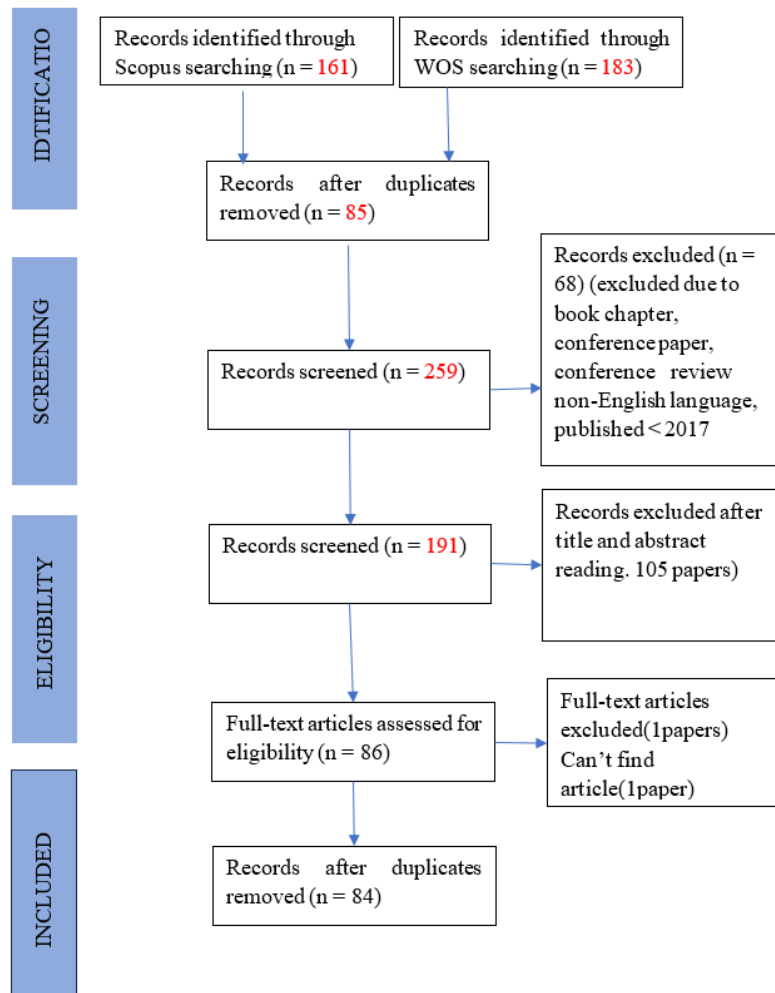 IDTIFICATIO
Records identified through
Scopus searching (n = 161)
Records identified through
WOS searching (n = 183)
Records after duplicates
removed (n = 85)
SCREENING
Records excluded (n =
68) (excluded due to
book chapter,
conference paper,
conference review
non-English language,
published < 2017
Records screened (n = 259)
ELIGIBILITY
Records screened (n = 191)
Records excluded after
title and abstract
reading. 105 papers)
Full-text articles assessed for
eligibility (n = 86)
Full-text articles
excluded(1papers)
Can’t find
article(1paper)
INCLUDED
Records after duplicates
removed (n = 84)